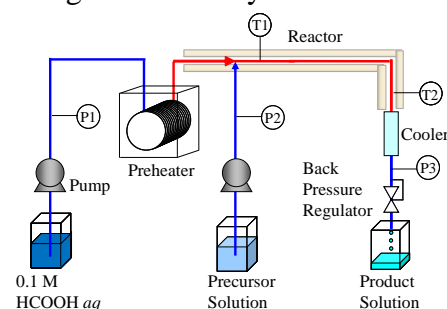 T1
Reactor
P1
P2
T2
Cooler
Preheater
Pump
P3
Back
Pressure
Regulator
0.1 M
HCOOH aq
Precursor
Solution
Product
Solution